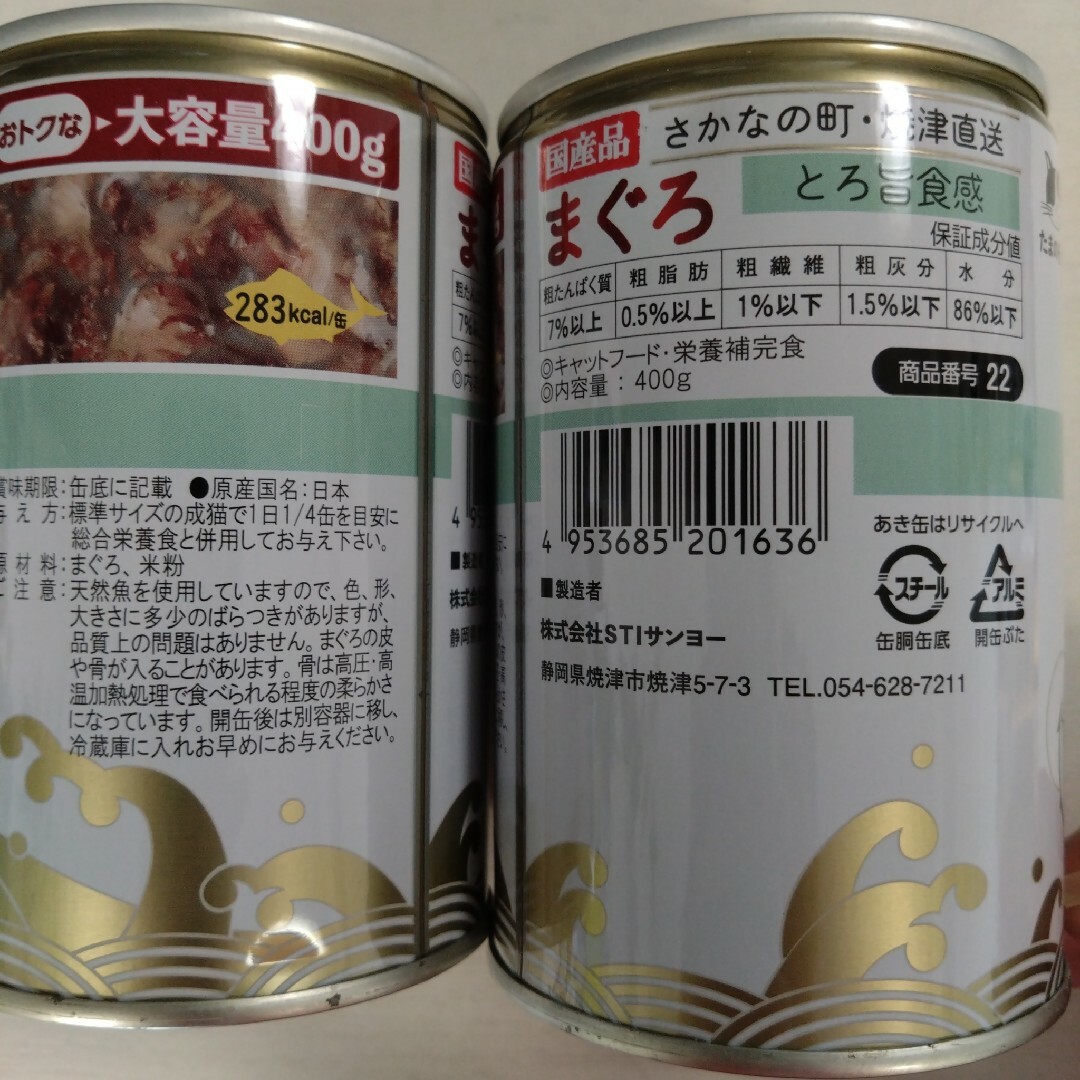 おトクな 大容量400g
283kcal/缶
賞味期限:缶底に記載 ●原産国名:日本
与え方:標準サイズの成猫で1日1/4缶を目安に
総合栄養食と併用してお与え下さい。
原材料:まぐろ、米粉
ご注意:天然魚を使用していますので、色、形、
大きさに多少のばらつきがありますが、
品質上の問題はありません。まぐろの皮
や骨が入ることがあります。骨は高圧・高
温加熱処理で食べられる程度の柔らかさ
になっています。開缶後は別容器に移し、
冷蔵庫に入れお早めにお与えください。
国産品 さかなの町・焼津直送
まぐろ とろ旨食感
保証成分値
粗たんぱく質 粗脂肪 粗繊維 粗灰分 水分
7%以上 0.5%以上 1%以下 1.5%以下 86%以下
◎キャットフード・栄養補完食
◎内容量:400g
商品番号 22
4 953685 201636
■製造者
株式会社STIサンヨー
静岡県焼津市焼津5-7-3 TEL.054-628-7211
あき缶はリサイクルへ
スチール アルミ
缶胴缶底 開缶ぶた